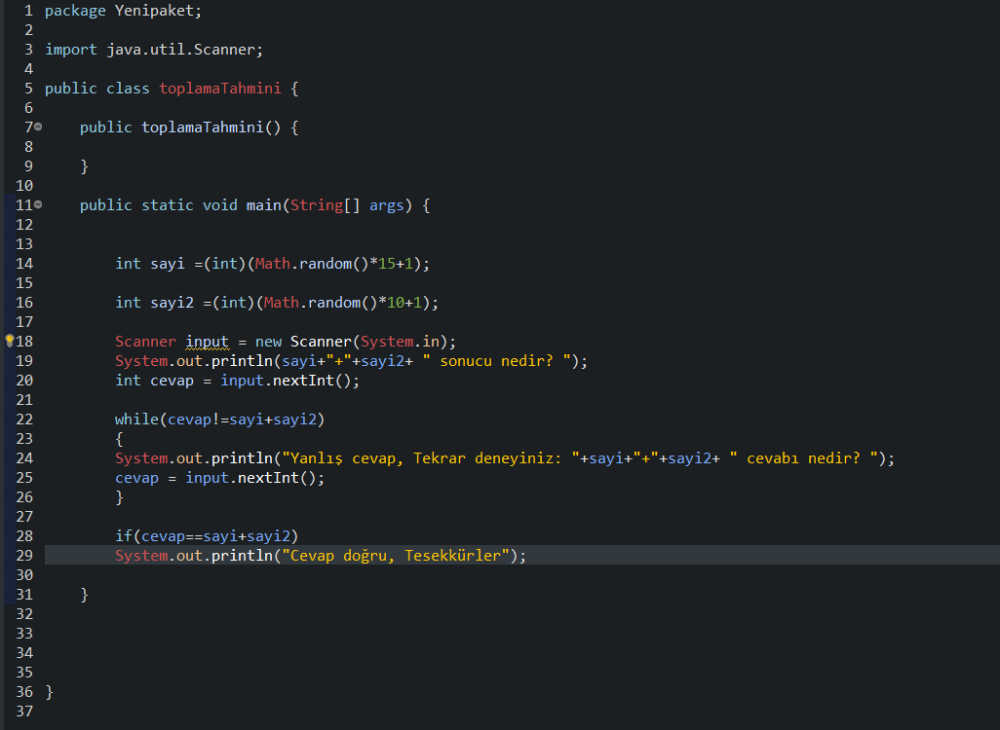 1 package Yenipaket;
2
3 import java.util.Scanner;
4
5 public class toplamaTahmini {
6
7 public toplamaTahmini() {
8
9 }
10
11 public static void main(String[] args) {
12
13
14 int sayi =(int)(Math.random()*15+1);
15
16 int sayi2 =(int)(Math.random()*10+1);
17
18 Scanner input = new Scanner(System.in);
19 System.out.println(sayi+"+"+sayi2+ " sonucu nedir? ");
20 int cevap = input.nextInt();
21
22 while(cevap!=sayi+sayi2)
23 {
24 System.out.println("Yanlış cevap, Tekrar deneyiniz: "+sayi+"+"+sayi2+ " cevabı nedir? ");
25 cevap = input.nextInt();
26 }
27
28 if(cevap==sayi+sayi2)
29 System.out.println("Cevap doğru, Tesekkürler");
30
31 }
32
33
34
35
36 }
37